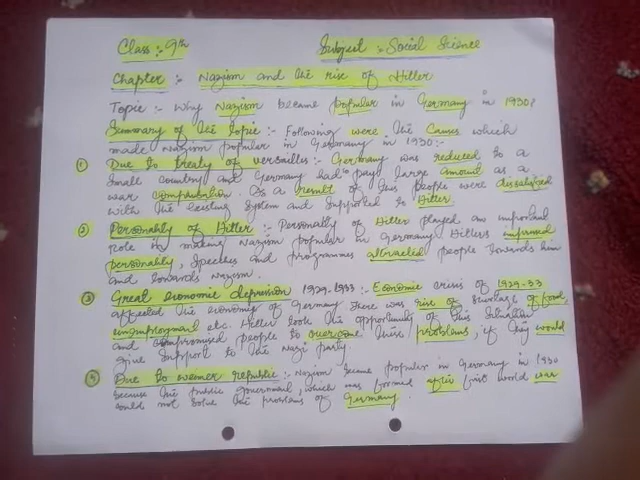 Class :- 9th Subject :- Social Science
Chapter :- Nazism and the rise of Hitler
Topic :- Why Nazism became popular in Germany in 1930?
Summary of the topic :- Following were the Causes which
made Nazism popular in Germany in 1930:-
① Due to treaty of versailles :- Germany was reduced to a
small country and Germany had to pay large amount as a
war compensation. As a result of this people were dissatisfied
with the existing system and supported to Hitler.
② Personality of Hitler :- Personality of Hitler played an important
Role in making Nazism popular in Germany Hitler's
personality, speeches and programmes attracted people towards him
and towards nazism.
③ Great economic depression 1929-1933 :- Economic crisis of 1929-33
affected the economy of Germany There was rise of shortage of food,
unemployment etc. Hitler took the opportunity of this situation
and people to overcome these problems, if they would
give support to the Nazi party.
④ Due to republic :- Nazism became popular in Germany in 1930
because the public government, which was formed after first world war
could not solve the problems of Germany.